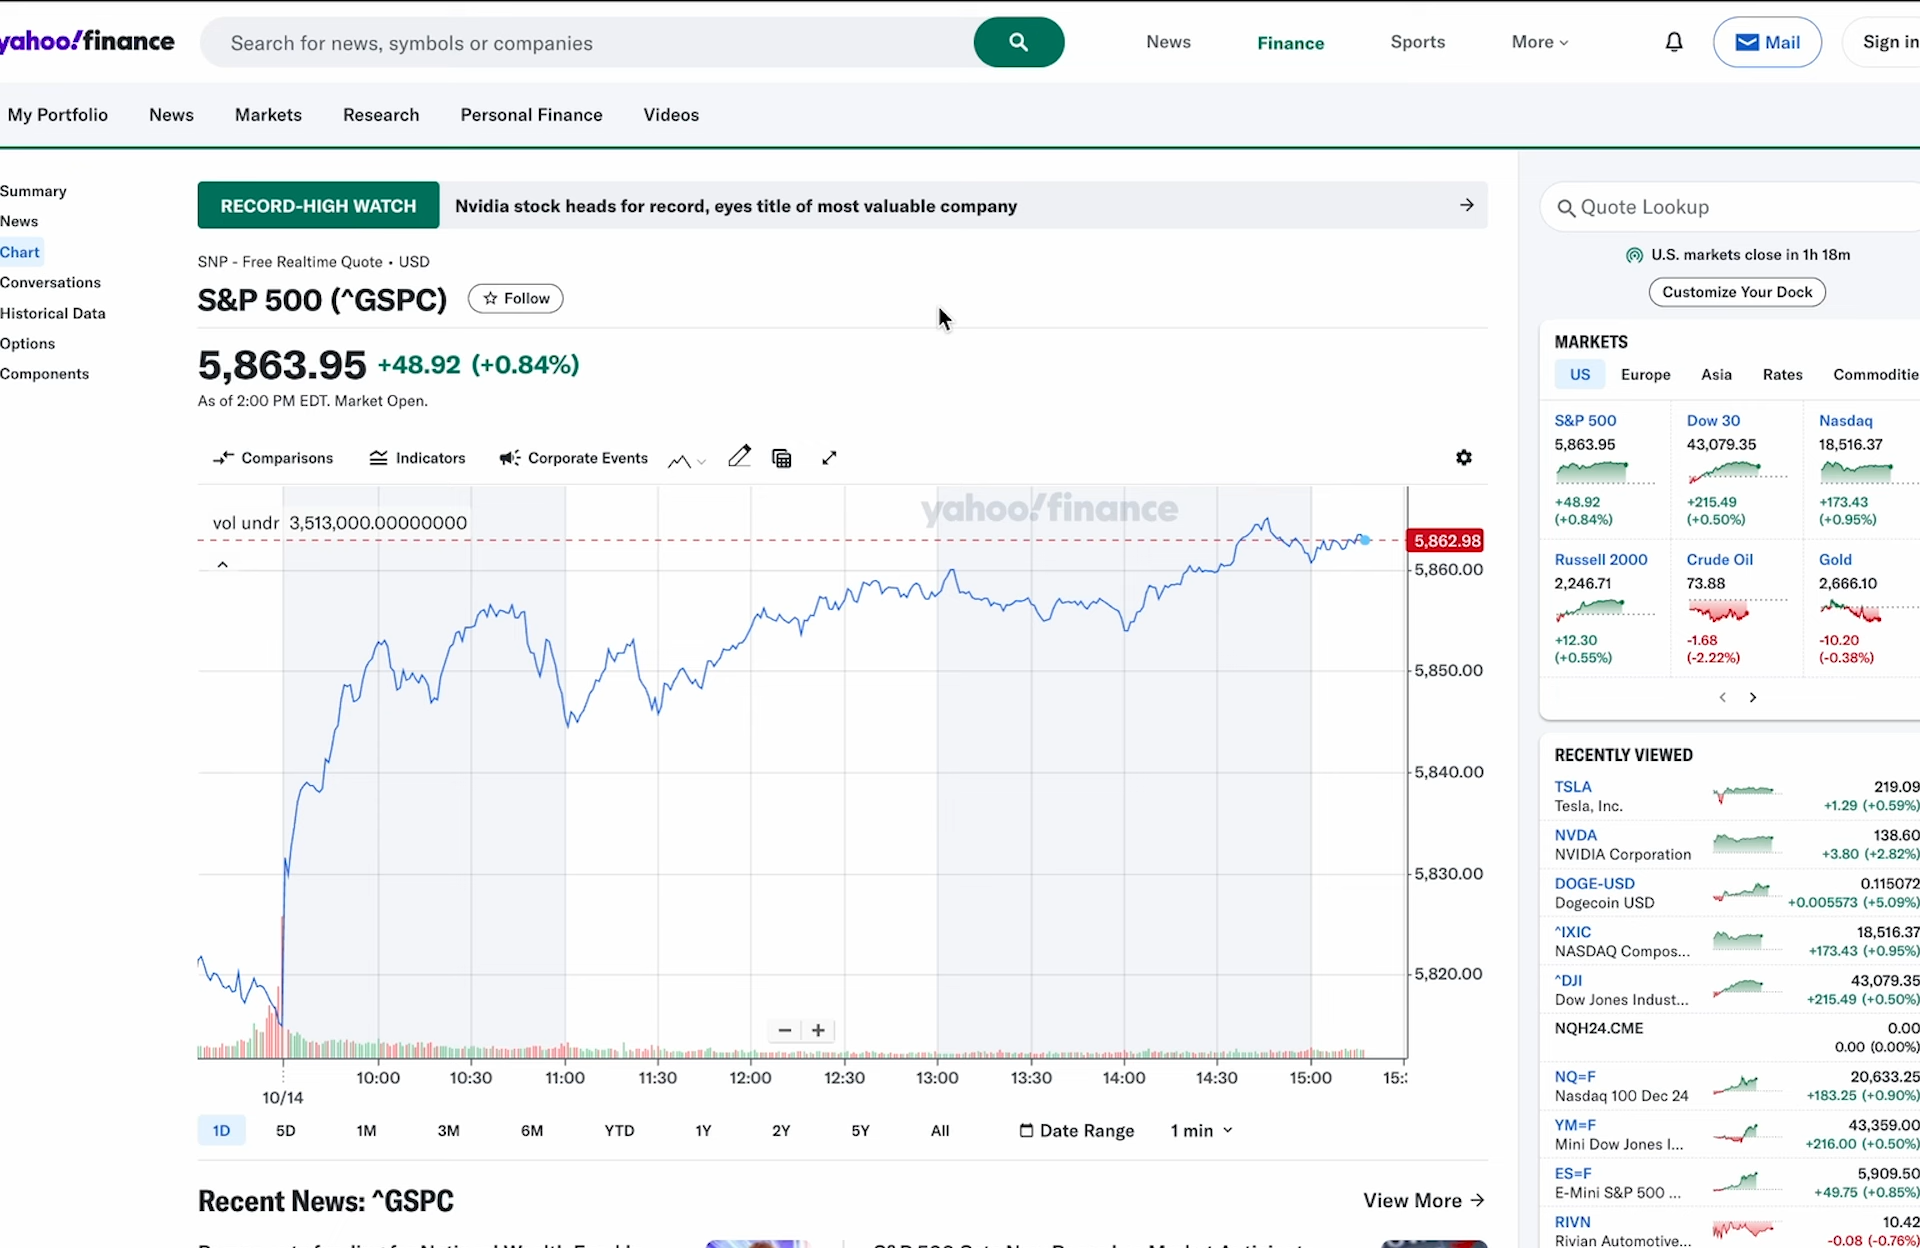 yahoo!finance
Search for news, symbols or companies
News Finance Sports More
Mail
Sign in
My Portfolio News Markets Research Personal Finance Videos
Summary
News
Chart
Conversations
Historical Data
Options
Components
RECORD-HIGH WATCH Nvidia stock heads for record, eyes title of most valuable company
SNP - Free Realtime Quote • USD
S&P 500 (^GSPC) Follow
5,863.95 +48.92 (+0.84%)
As of 2:00 PM EDT. Market Open.
Comparisons Indicators Corporate Events
vol undr 3,513,000.00000000
yahoo!finance
5,862.98
5,860.00
5,850.00
5,840.00
5,830.00
5,820.00
10:00 10:30 11:00 11:30 12:00 12:30 13:00 13:30 14:00 14:30 15:00 15:
10/14
1D 5D 1M 3M 6M YTD 1Y 2Y 5Y All Date Range 1 min
Recent News: ^GSPC View More
Quote Lookup
U.S. markets close in 1h 18m
Customize Your Dock
MARKETS
US Europe Asia Rates Commoditie
S&P 500 Dow 30 Nasdaq
5,863.95 43,079.35 18,516.37
+48.92 +215.49 +173.43
(+0.84%) (+0.50%) (+0.95%)
Russell 2000 Crude Oil Gold
2,246.71 73.88 2,666.10
+12.30 -1.68 -10.20
(+0.55%) (-2.22%) (-0.38%)
RECENTLY VIEWED
TSLA 219.09
Tesla, Inc. +1.29 (+0.59%)
NVDA 138.60
NVIDIA Corporation +3.80 (+2.82%)
DOGE-USD 0.115072
Dogecoin USD +0.005573 (+5.09%)
^IXIC 18,516.37
NASDAQ Compos... +173.43 (+0.95%)
^DJI 43,079.35
Dow Jones Indust... +215.49 (+0.50%)
NQH24.CME 0.00
0.00 (0.00%)
NQ=F 20,633.25
Nasdaq 100 Dec 24 +183.25 (+0.90%)
YM=F 43,359.00
Mini Dow Jones I... +216.00 (+0.50%)
ES=F 5,909.50
E-Mini S&P 500 ... +49.75 (+0.85%)
RIVN 10.42
Rivian Automotive... -0.08 (-0.76%)